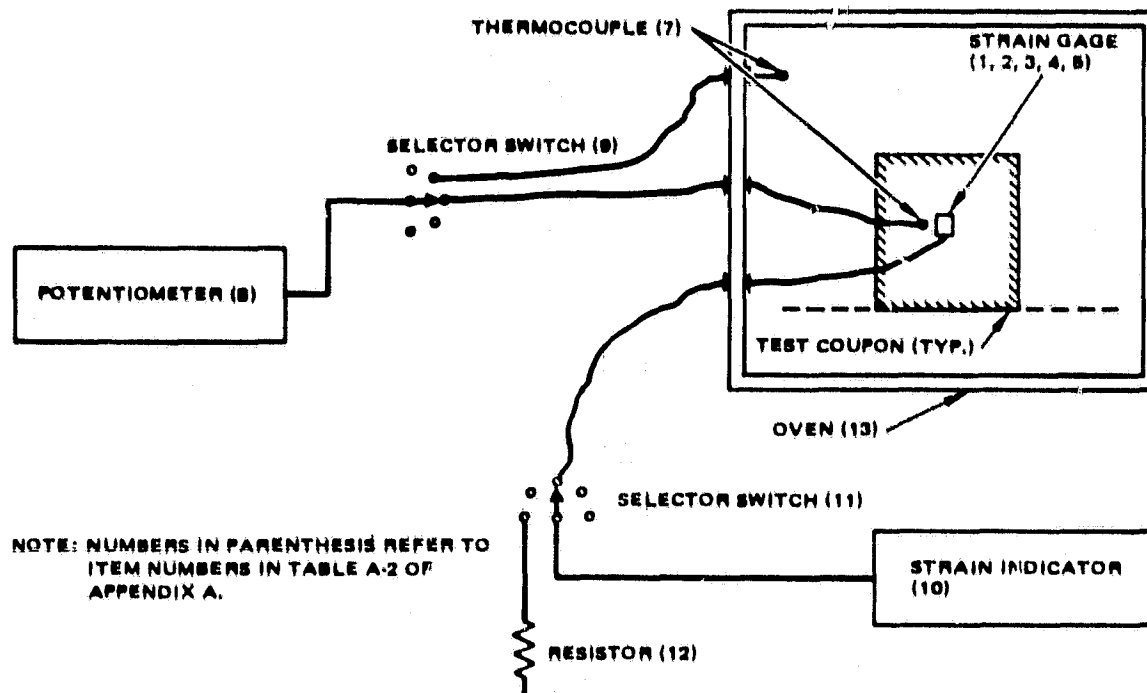 THERMOCOUPLE (7)
STRAIN GAGE
(1, 2, 3, 4, 5)
SELECTOR SWITCH (9)
POTENTIOMETER (8)
TEST COUPON (TYP.)
OVEN (13)
SELECTOR SWITCH (11)
NOTE: NUMBERS IN PARENTHESIS REFER TO
ITEM NUMBERS IN TABLE A-2 OF
APPENDIX A.
STRAIN INDICATOR
(10)
RESISTOR (12)